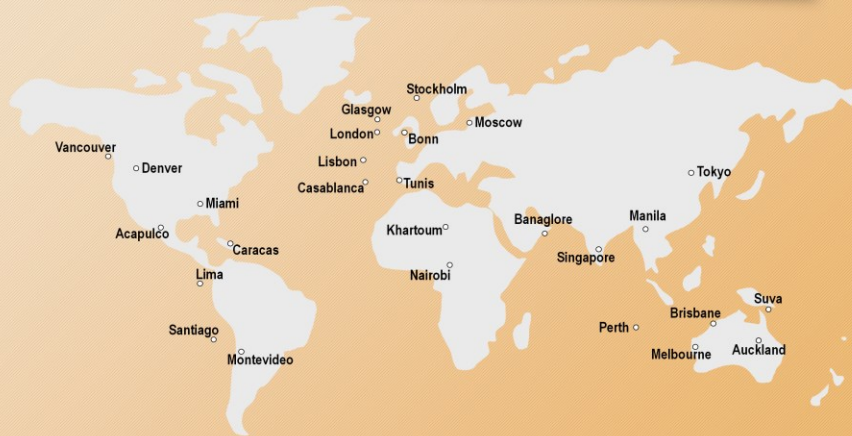 Stockholm
Glasgow
Moscow
London
Bonn
Vancouver
Lisbon
Denver
Tokyo
Casablanca
Tunis
Miami
Manila
Banaglore
Acapulco
Khartoum
Caracas
Singapore
Lima
Nairobi
Suva
Brisbane
Perth
Santiago
Auckland
Melbourne
Montevideo